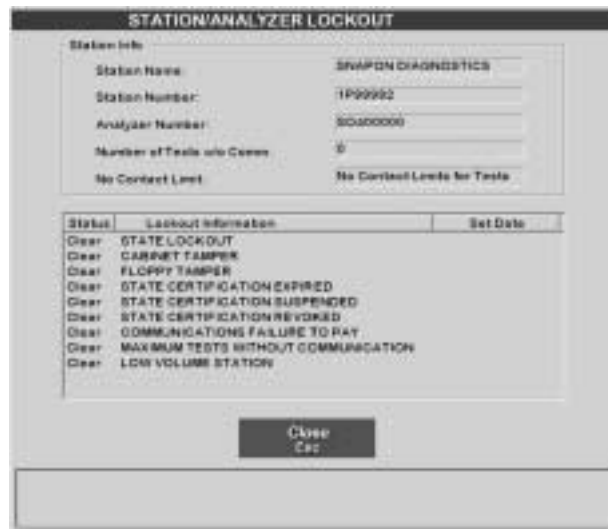 STATION/ANALYZER LOCKOUT
Station Info
Station Name: SNAPON DIAGNOSTICS
Station Number: 1P99992
Analyzer Number:
Number of Tests w/o Comm: 0
No Contact Limit: No Contact Limits for Tests
Status Lockout Information Set Date
Clear STATE LOCKOUT
Clear CABINET TAMPER
Clear FLOPPY TAMPER
Clear STATE CERTIFICATION EXPIRED
Clear STATE CERTIFICATION SUSPENDED
Clear STATE CERTIFICATION REVOKED
Clear COMMUNICATIONS FAILURE TO PAY
Clear MAXIMUM TESTS WITHOUT COMMUNICATION
Clear LOW VOLUME STATION
Close
Esc